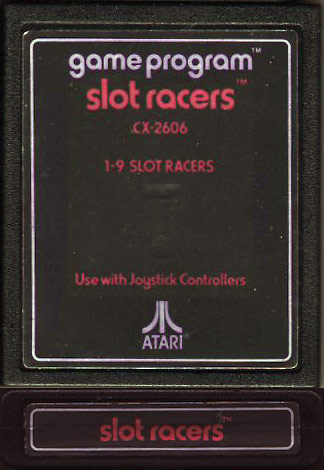 game program™
slot racers™
CX-2606
1-9 SLOT RACERS
Use with Joystick Controllers
ATARI®
slot racers™